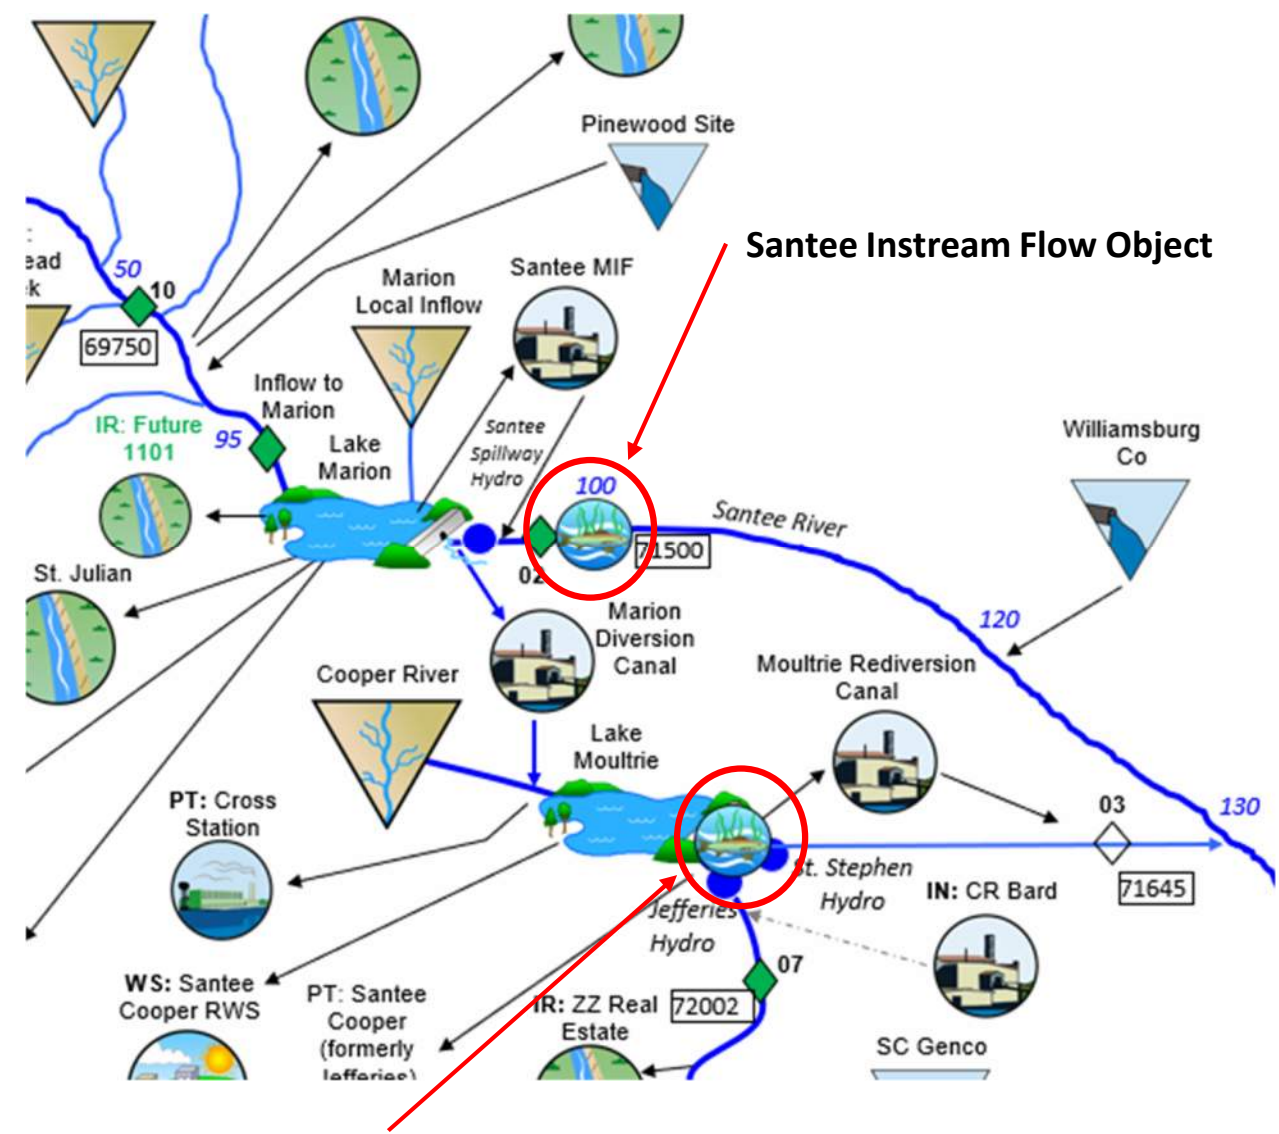 Pinewood Site
Santee Instream Flow Object
Santee MIF
Marion
Local Inflow
:
ead
k
50
10
69750
Inflow to
Marion
IR: Future
1101
95
Lake
Marion
Santee
Spillway
Hydro
100
Santee River
71500
02
Williamsburg
Co
St. Julian
Marion
Diversion
Canal
120
Moultrie Rediversion
Canal
Cooper River
Lake
Moultrie
PT: Cross
Station
03
130
St. Stephen
Hydro
IN: CR Bard
71645
Jefferies
Hydro
07
WS: Santee
Cooper RWS
PT: Santee
Cooper
(formerly
Jefferies)
IR: ZZ Real
Estate
72002
SC Genco